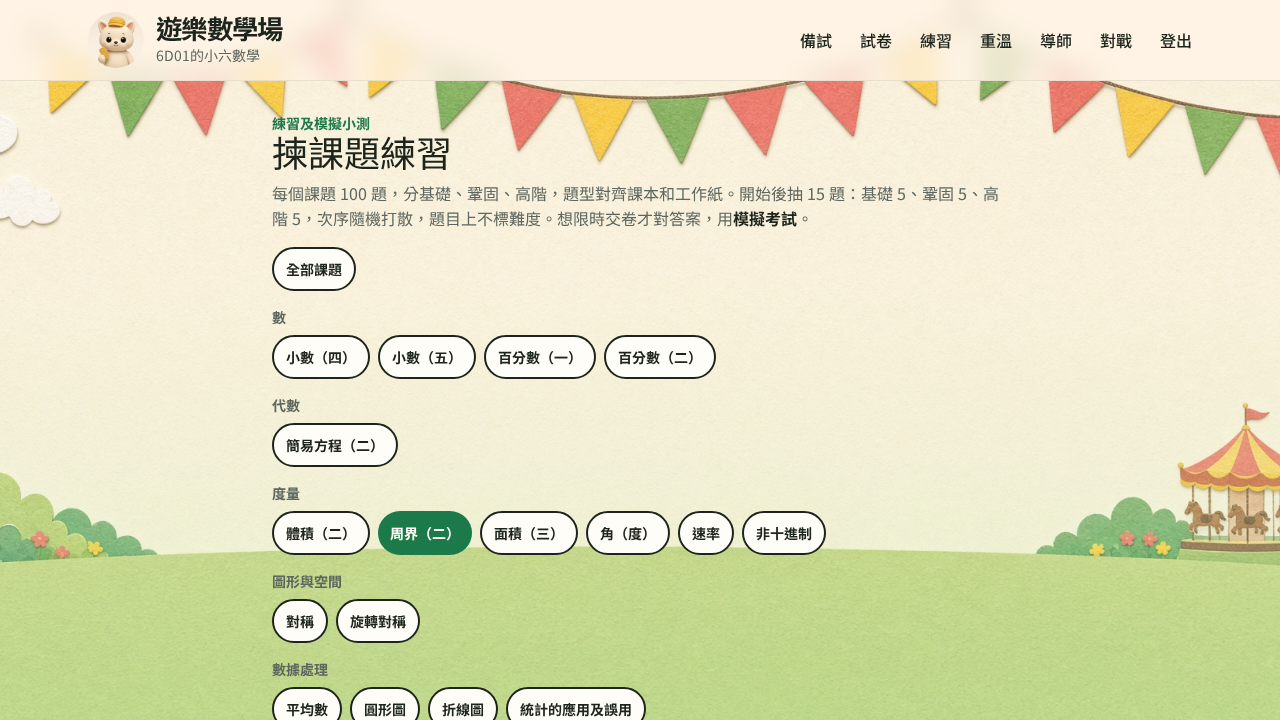 遊樂數學場
6D01的小六數學
備試 試卷 練習 重溫 導師 對戰 登出
練習及模擬小測
揀課題練習
每個課題 100 題，分基礎、鞏固、高階，題型對齊課本和工作紙。開始後抽 15 題：基礎 5、鞏固 5、高
階 5，次序隨機打散，題目上不標難度。想限時交卷才對答案，用模擬考試。
全部課題
數
小數（四） 小數（五） 百分數（一） 百分數（二）
代數
簡易方程（二）
度量
體積（二） 周界（二） 面積（三） 角（度） 速率 非十進制
圖形與空間
對稱 旋轉對稱
數據處理
平均數 圓形圖 折線圖 統計的應用及誤用